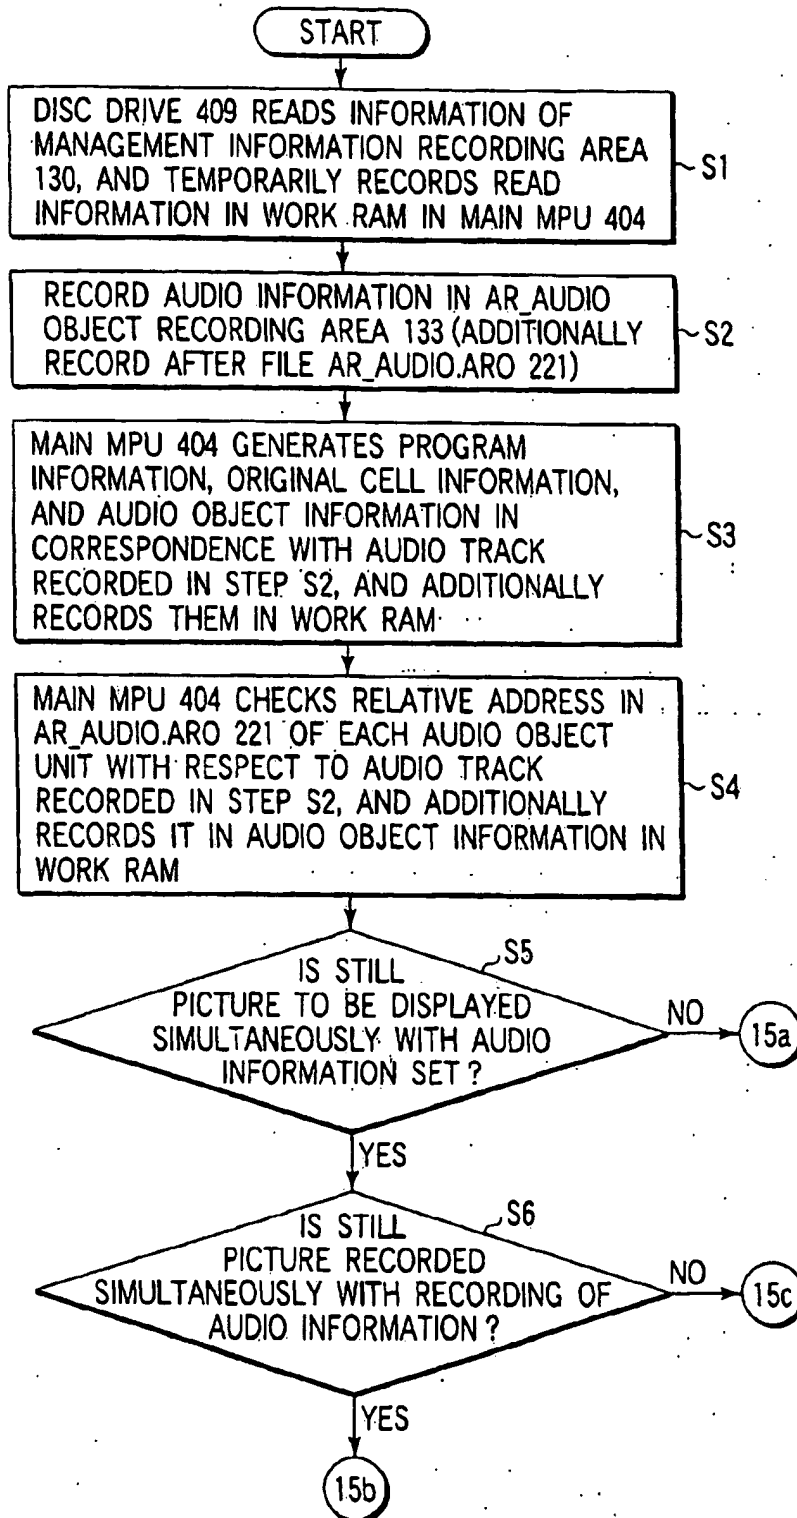 START
DISC DRIVE 409 READS INFORMATION OF
MANAGEMENT INFORMATION RECORDING AREA
130, AND TEMPORARILY RECORDS READ
INFORMATION IN WORK RAM IN MAIN MPU 404
S1
RECORD AUDIO INFORMATION IN AR_AUDIO
OBJECT RECORDING AREA 133 (ADDITIONALLY
RECORD AFTER FILE AR_AUDIO.ARO 221)
S2
MAIN MPU 404 GENERATES PROGRAM
INFORMATION, ORIGINAL CELL INFORMATION,
AND AUDIO OBJECT INFORMATION IN
CORRESPONDENCE WITH AUDIO TRACK
RECORDED IN STEP S2, AND ADDITIONALLY
RECORDS THEM IN WORK RAM
S3
MAIN MPU 404 CHECKS RELATIVE ADDRESS IN
AR_AUDIO.ARO 221 OF EACH AUDIO OBJECT
UNIT WITH RESPECT TO AUDIO TRACK
RECORDED IN STEP S2, AND ADDITIONALLY
RECORDS IT IN AUDIO OBJECT INFORMATION IN
WORK RAM
S4
S5
IS STILL
PICTURE TO BE DISPLAYED
SIMULTANEOUSLY WITH AUDIO
INFORMATION SET ?
NO
15a
YES
S6
IS STILL
PICTURE RECORDED
SIMULTANEOUSLY WITH RECORDING OF
AUDIO INFORMATION ?
NO
15c
YES
15b